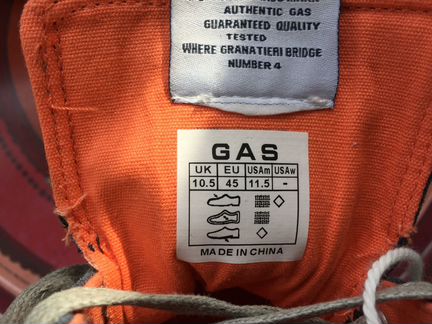 AUTHENTIC GAS
GUARANTEED QUALITY
TESTED
WHERE GRANATIERI BRIDGE
NUMBER 4
GAS
UK EU USAm USAw
10.5 45 11.5 -
MADE IN CHINA